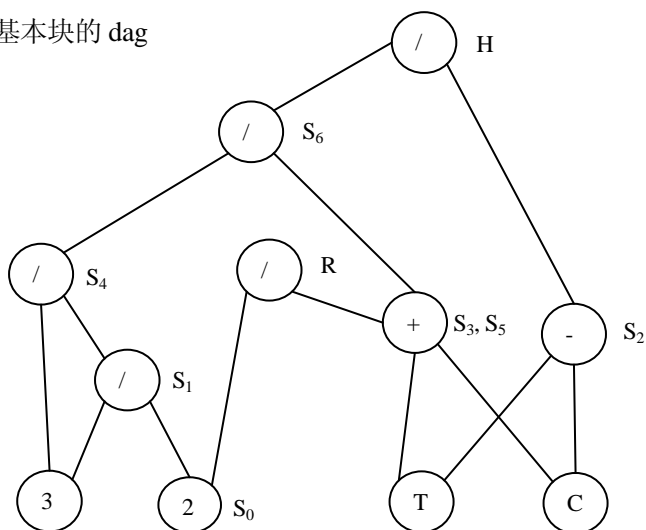 基本块的 dag
/ H
/ S₆
/ R
/ S₄
+ S₃, S₅
- S₂
/ S₁
3
2 S₀
T
C